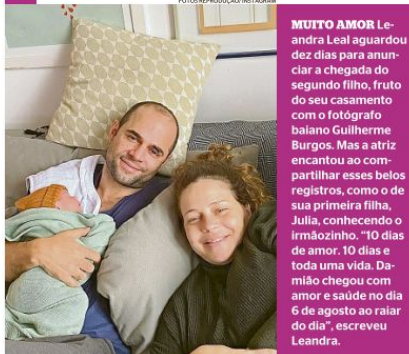 FOTOS REPRODUÇÃO/INSTAGRAM
MUITO AMOR Le-
andra Leal aguardou
dez dias para anun-
ciar a chegada do
segundo filho, fruto
do seu casamento
com o fotógrafo
baiano Guilherme
Burgos. Mas a atriz
encantou ao com-
partilhar esses belos
registros, como o de
sua primeira filha,
Julia, conhecendo o
irmãozinho. "10 dias
de amor. 10 dias e
toda uma vida. Da-
mião chegou com
amor e saúde no dia
6 de agosto ao raiar
do dia", escreveu
Leandra.